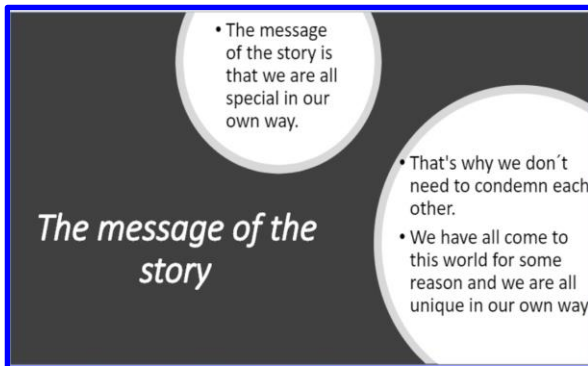 • The message
of the story is
that we are all
special in our
own way.
The message of the
story
• That's why we don´t
need to condemn each
other.
• We have all come to
this world for some
reason and we are all
unique in our own way